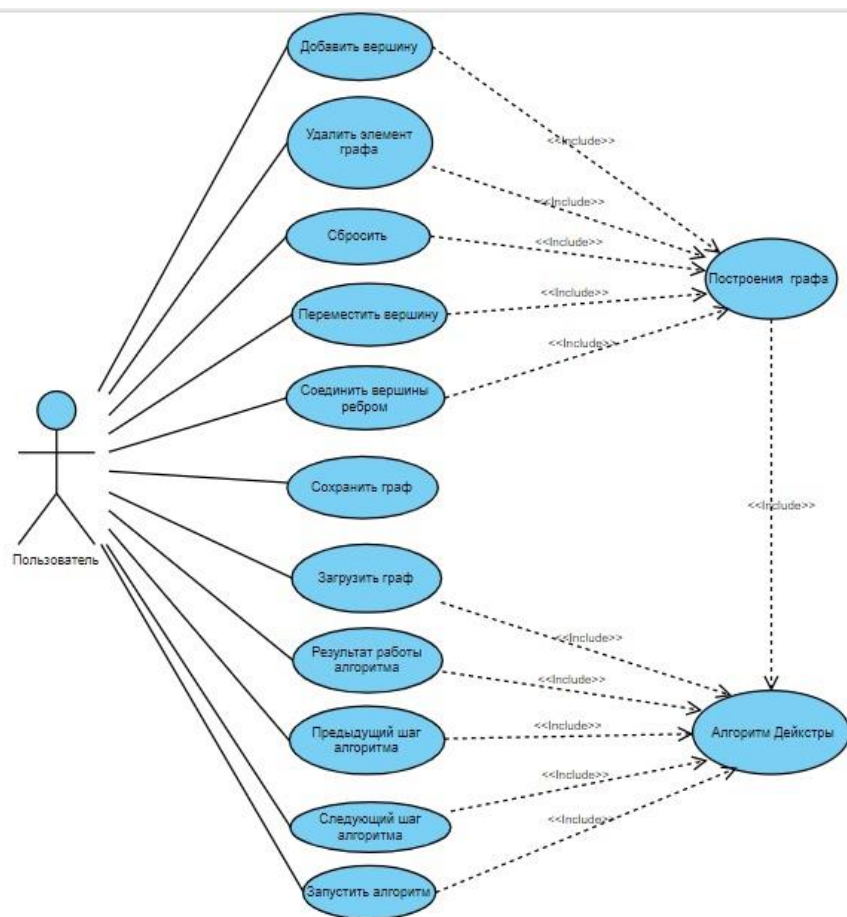 Добавить вершину
<<Include>>
Удалить элемент
графа
<<Include>>
Сбросить
<<Include>>
Построения графа
Переместить вершину
<<Include>>
<<Include>>
Соединить вершины
ребром
Сохранить граф
<<Include>>
Пользователь
Загрузить граф
<<Include>>
Результат работы
алгоритма
<<Include>>
Предыдущий шаг
алгоритма
<<Include>>
Алгоритм Дейкстры
<<Include>>
Следующий шаг
алгоритма
<<Include>>
Запустить алгоритм